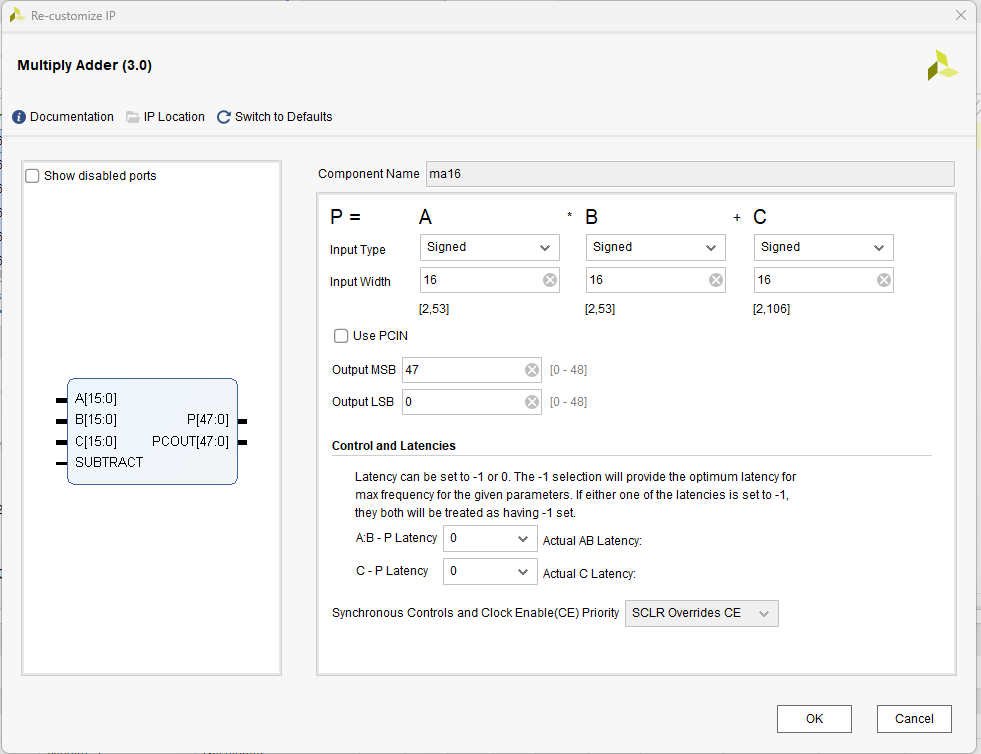 Re-customize IP
Multiply Adder (3.0)
Documentation IP Location Switch to Defaults
Show disabled ports
A[15:0]
B[15:0] P[47:0]
C[15:0] PCOUT[47:0]
SUBTRACT
Component Name ma16
P = A * B + C
Input Type Signed Signed Signed
Input Width 16 16 16
[2,53] [2,53] [2,106]
Use PCIN
Output MSB 47 [0 - 48]
Output LSB 0 [0 - 48]
Control and Latencies
Latency can be set to -1 or 0. The -1 selection will provide the optimum latency for
max frequency for the given parameters. If either one of the latencies is set to -1,
they both will be treated as having -1 set.
A:B - P Latency 0 Actual AB Latency:
C - P Latency 0 Actual C Latency:
Synchronous Controls and Clock Enable(CE) Priority SCLR Overrides CE
OK Cancel